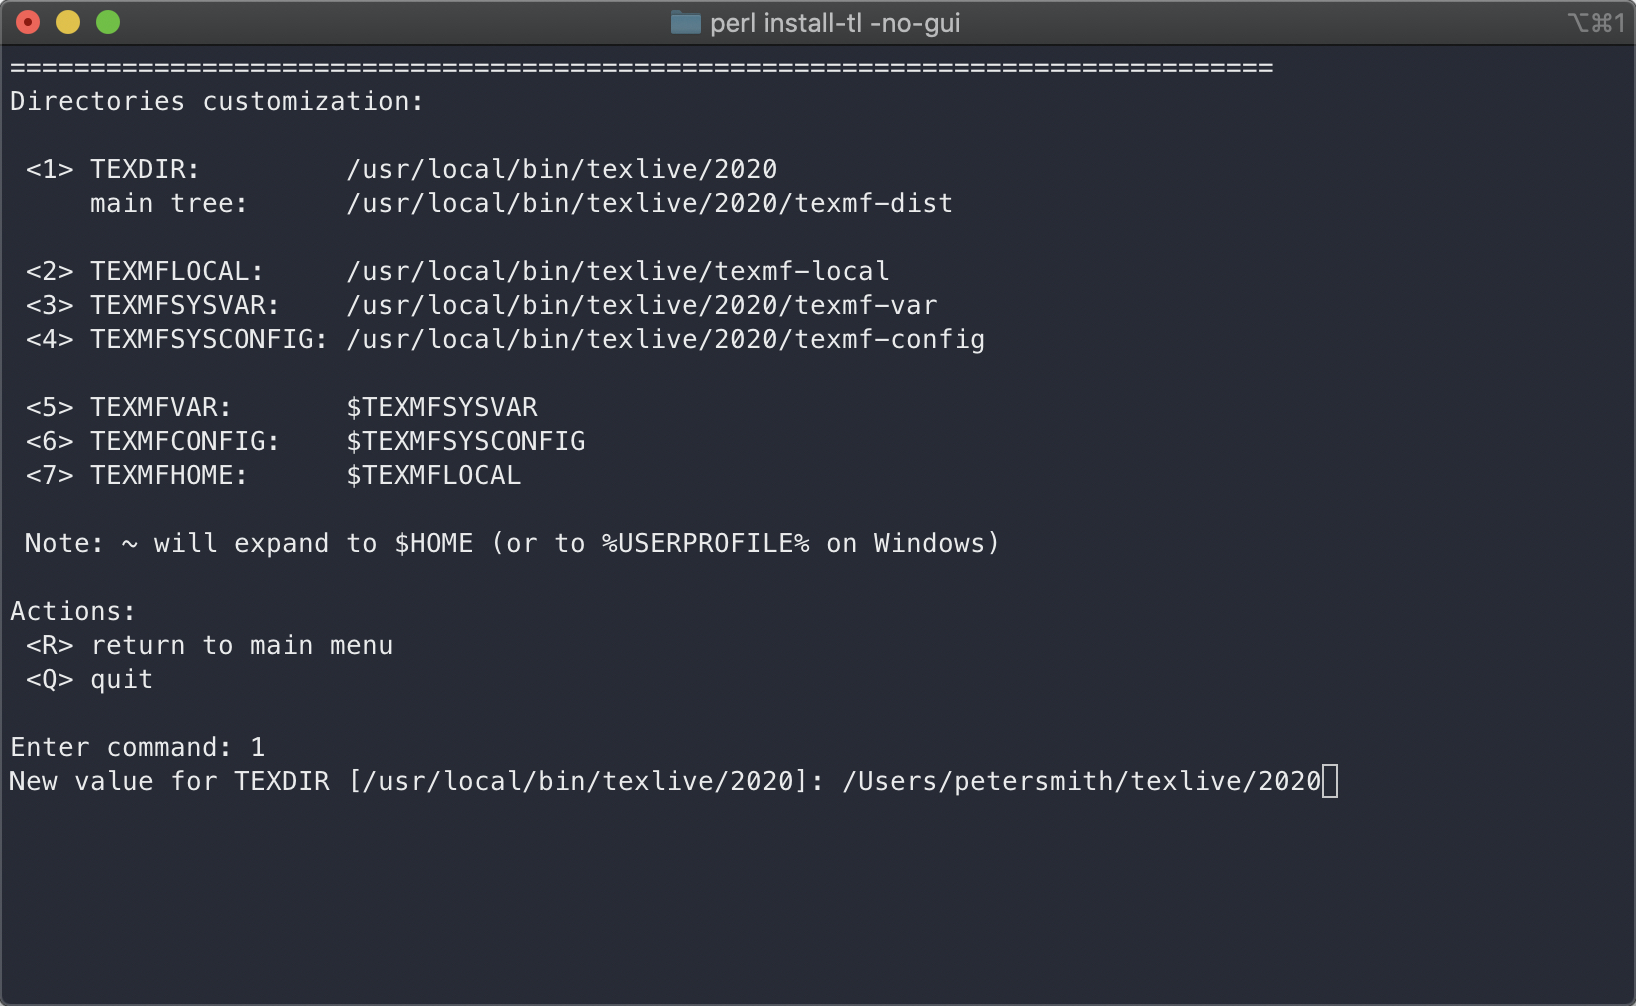 perl install-tl -no-gui
⌥⌘1
===============================================================================
Directories customization:
<1> TEXDIR: /usr/local/bin/texlive/2020
main tree: /usr/local/bin/texlive/2020/texmf-dist
<2> TEXMFLOCAL: /usr/local/bin/texlive/texmf-local
<3> TEXMFSYSVAR: /usr/local/bin/texlive/2020/texmf-var
<4> TEXMFSYSCONFIG: /usr/local/bin/texlive/2020/texmf-config
<5> TEXMFVAR: $TEXMFSYSVAR
<6> TEXMFCONFIG: $TEXMFSYSCONFIG
<7> TEXMFHOME: $TEXMFLOCAL
Note: ~ will expand to $HOME (or to %USERPROFILE% on Windows)
Actions:
<R> return to main menu
<Q> quit
Enter command: 1
New value for TEXDIR [/usr/local/bin/texlive/2020]: /Users/petersmith/texlive/2020